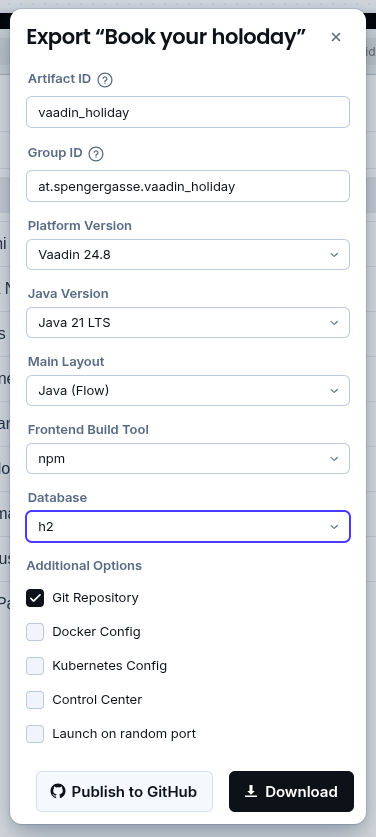 Export “Book your holoday”
Artifact ID
vaadin_holiday
Group ID
at.spengergasse.vaadin_holiday
Platform Version
Vaadin 24.8
Java Version
Java 21 LTS
Main Layout
Java (Flow)
Frontend Build Tool
npm
Database
h2
Additional Options
Git Repository
Docker Config
Kubernetes Config
Control Center
Launch on random port
Publish to GitHub
Download